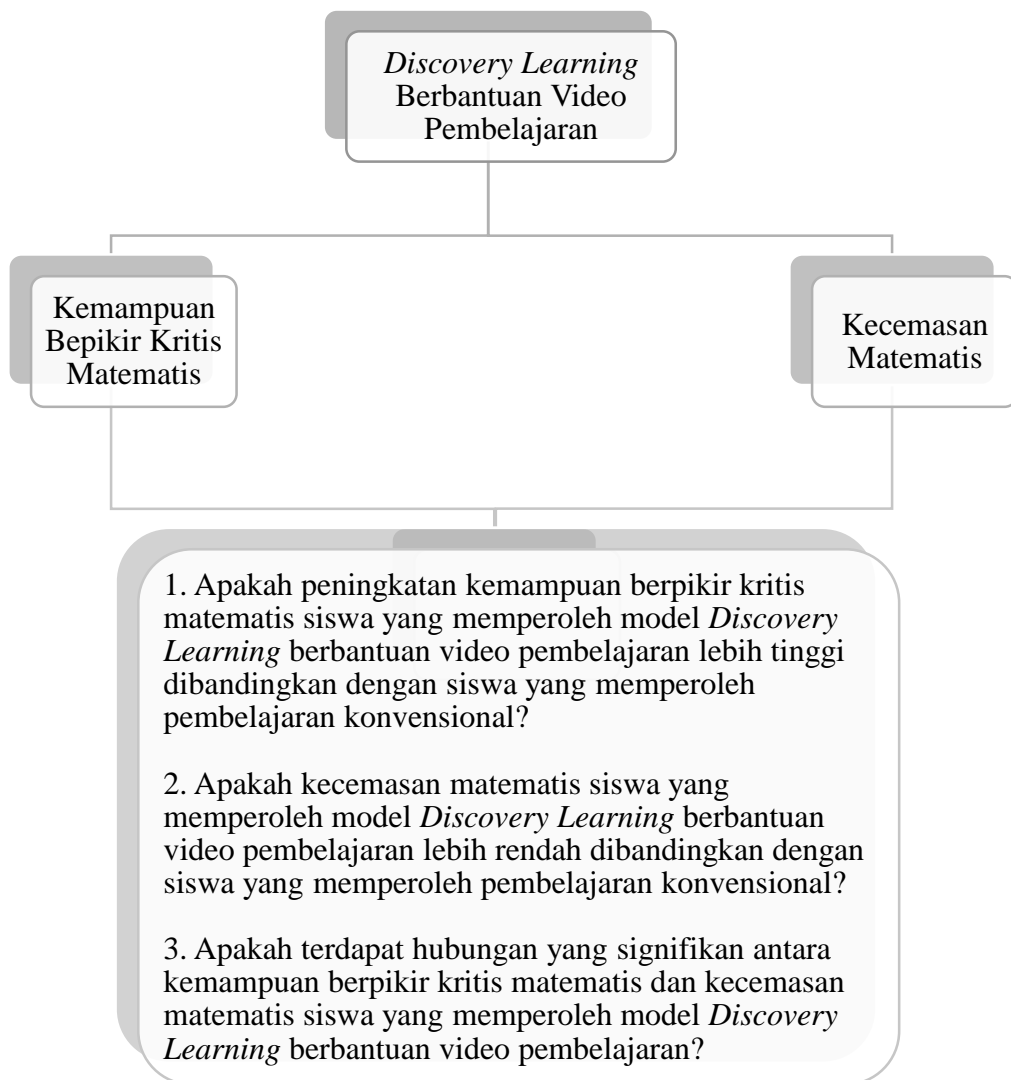 Discovery Learning
Berbantuan Video
Pembelajaran
Kemampuan
Bepikir Kritis
Matematis
Kecemasan
Matematis
1. Apakah peningkatan kemampuan berpikir kritis
matematis siswa yang memperoleh model Discovery
Learning berbantuan video pembelajaran lebih tinggi
dibandingkan dengan siswa yang memperoleh
pembelajaran konvensional?
2. Apakah kecemasan matematis siswa yang
memperoleh model Discovery Learning berbantuan
video pembelajaran lebih rendah dibandingkan dengan
siswa yang memperoleh pembelajaran konvensional?
3. Apakah terdapat hubungan yang signifikan antara
kemampuan berpikir kritis matematis dan kecemasan
matematis siswa yang memperoleh model Discovery
Learning berbantuan video pembelajaran?